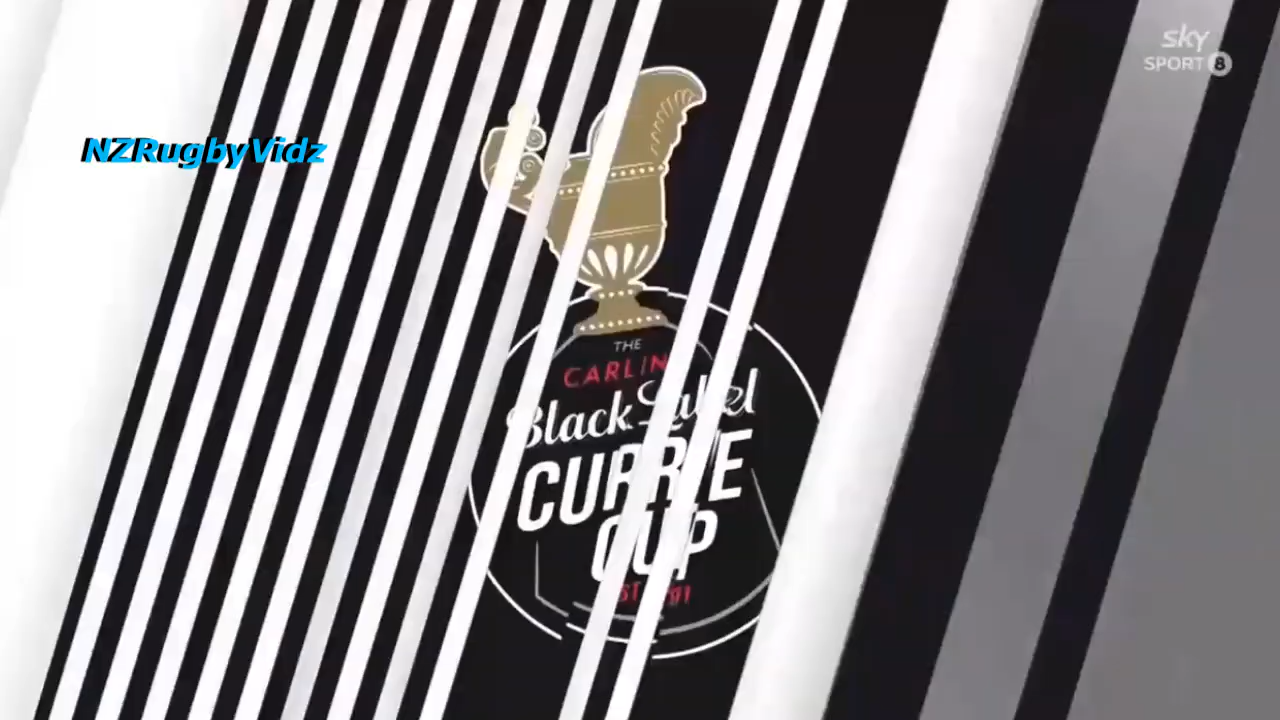 sky
SPORT 8
NZRugbyVidz
THE
CARLIN
Black Label
CURRIE
CUP